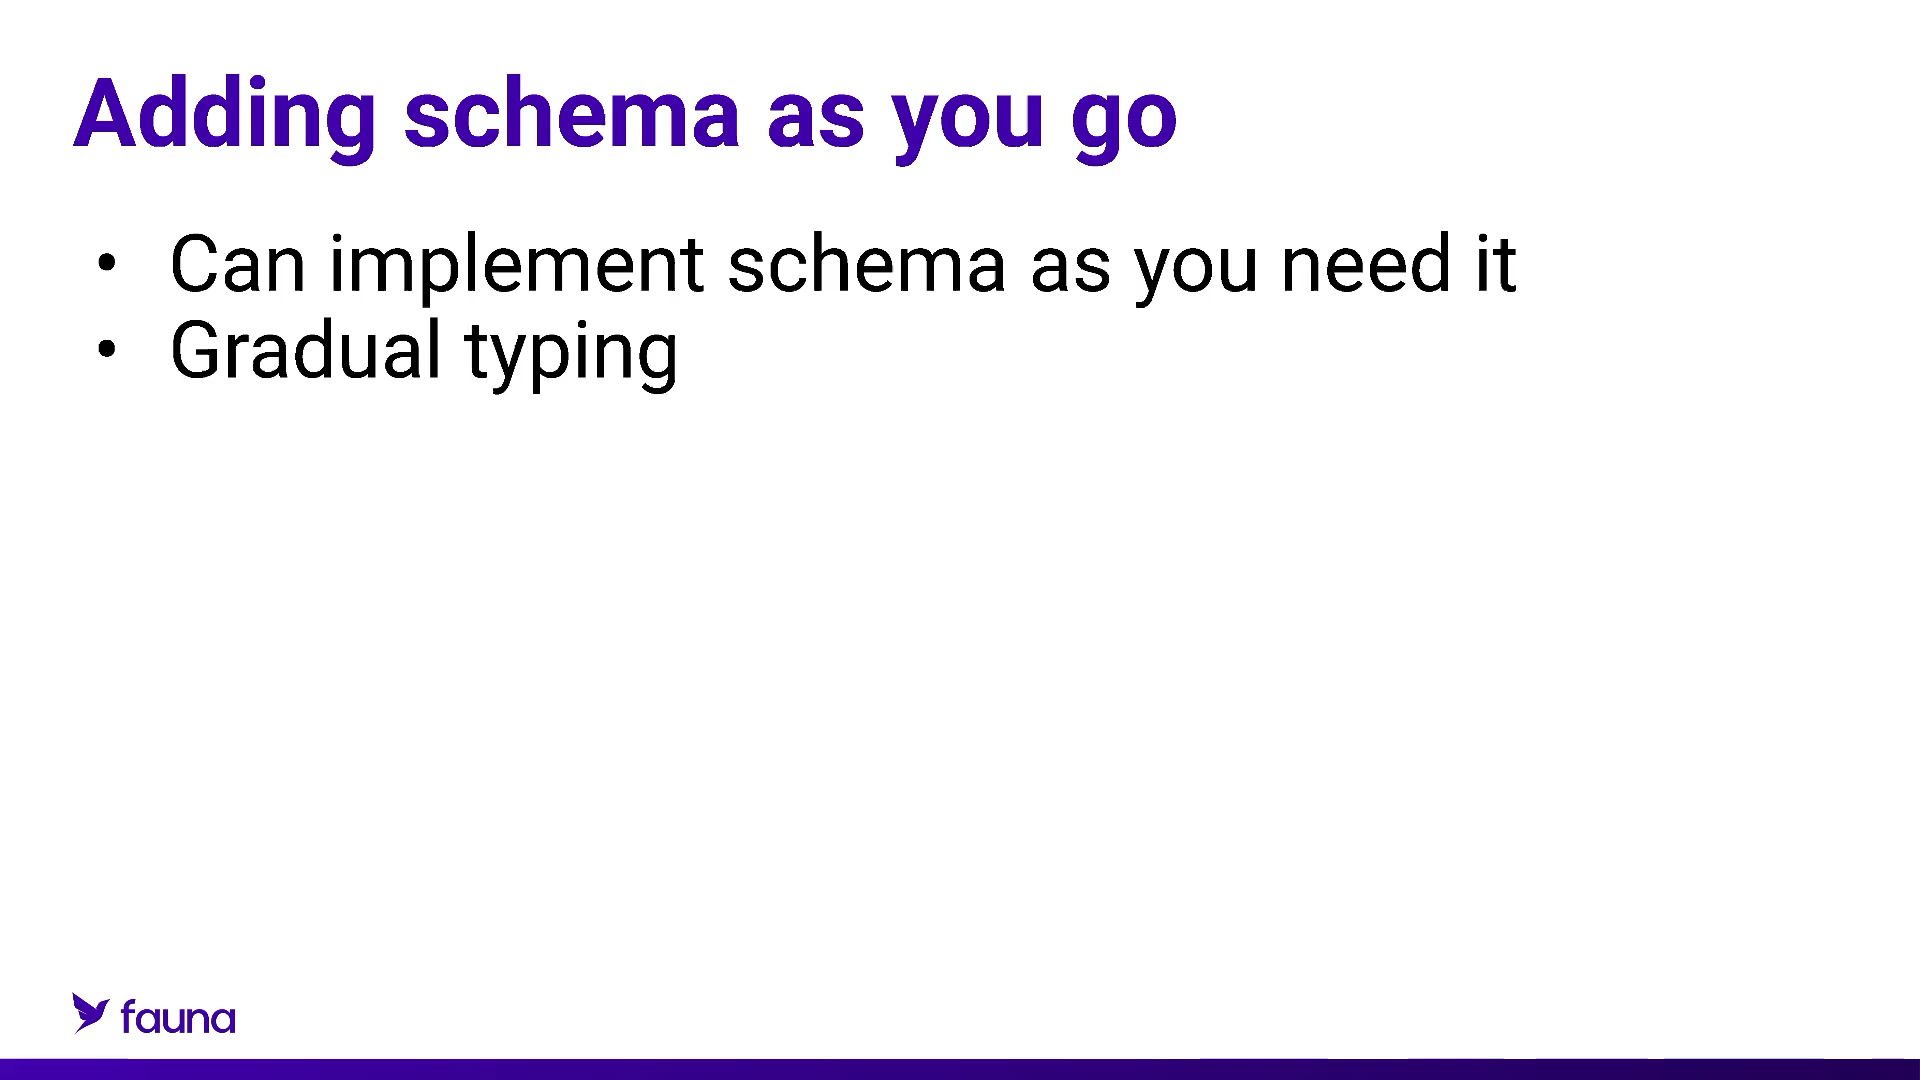 Adding schema as you go
• Can implement schema as you need it
• Gradual typing
fauna